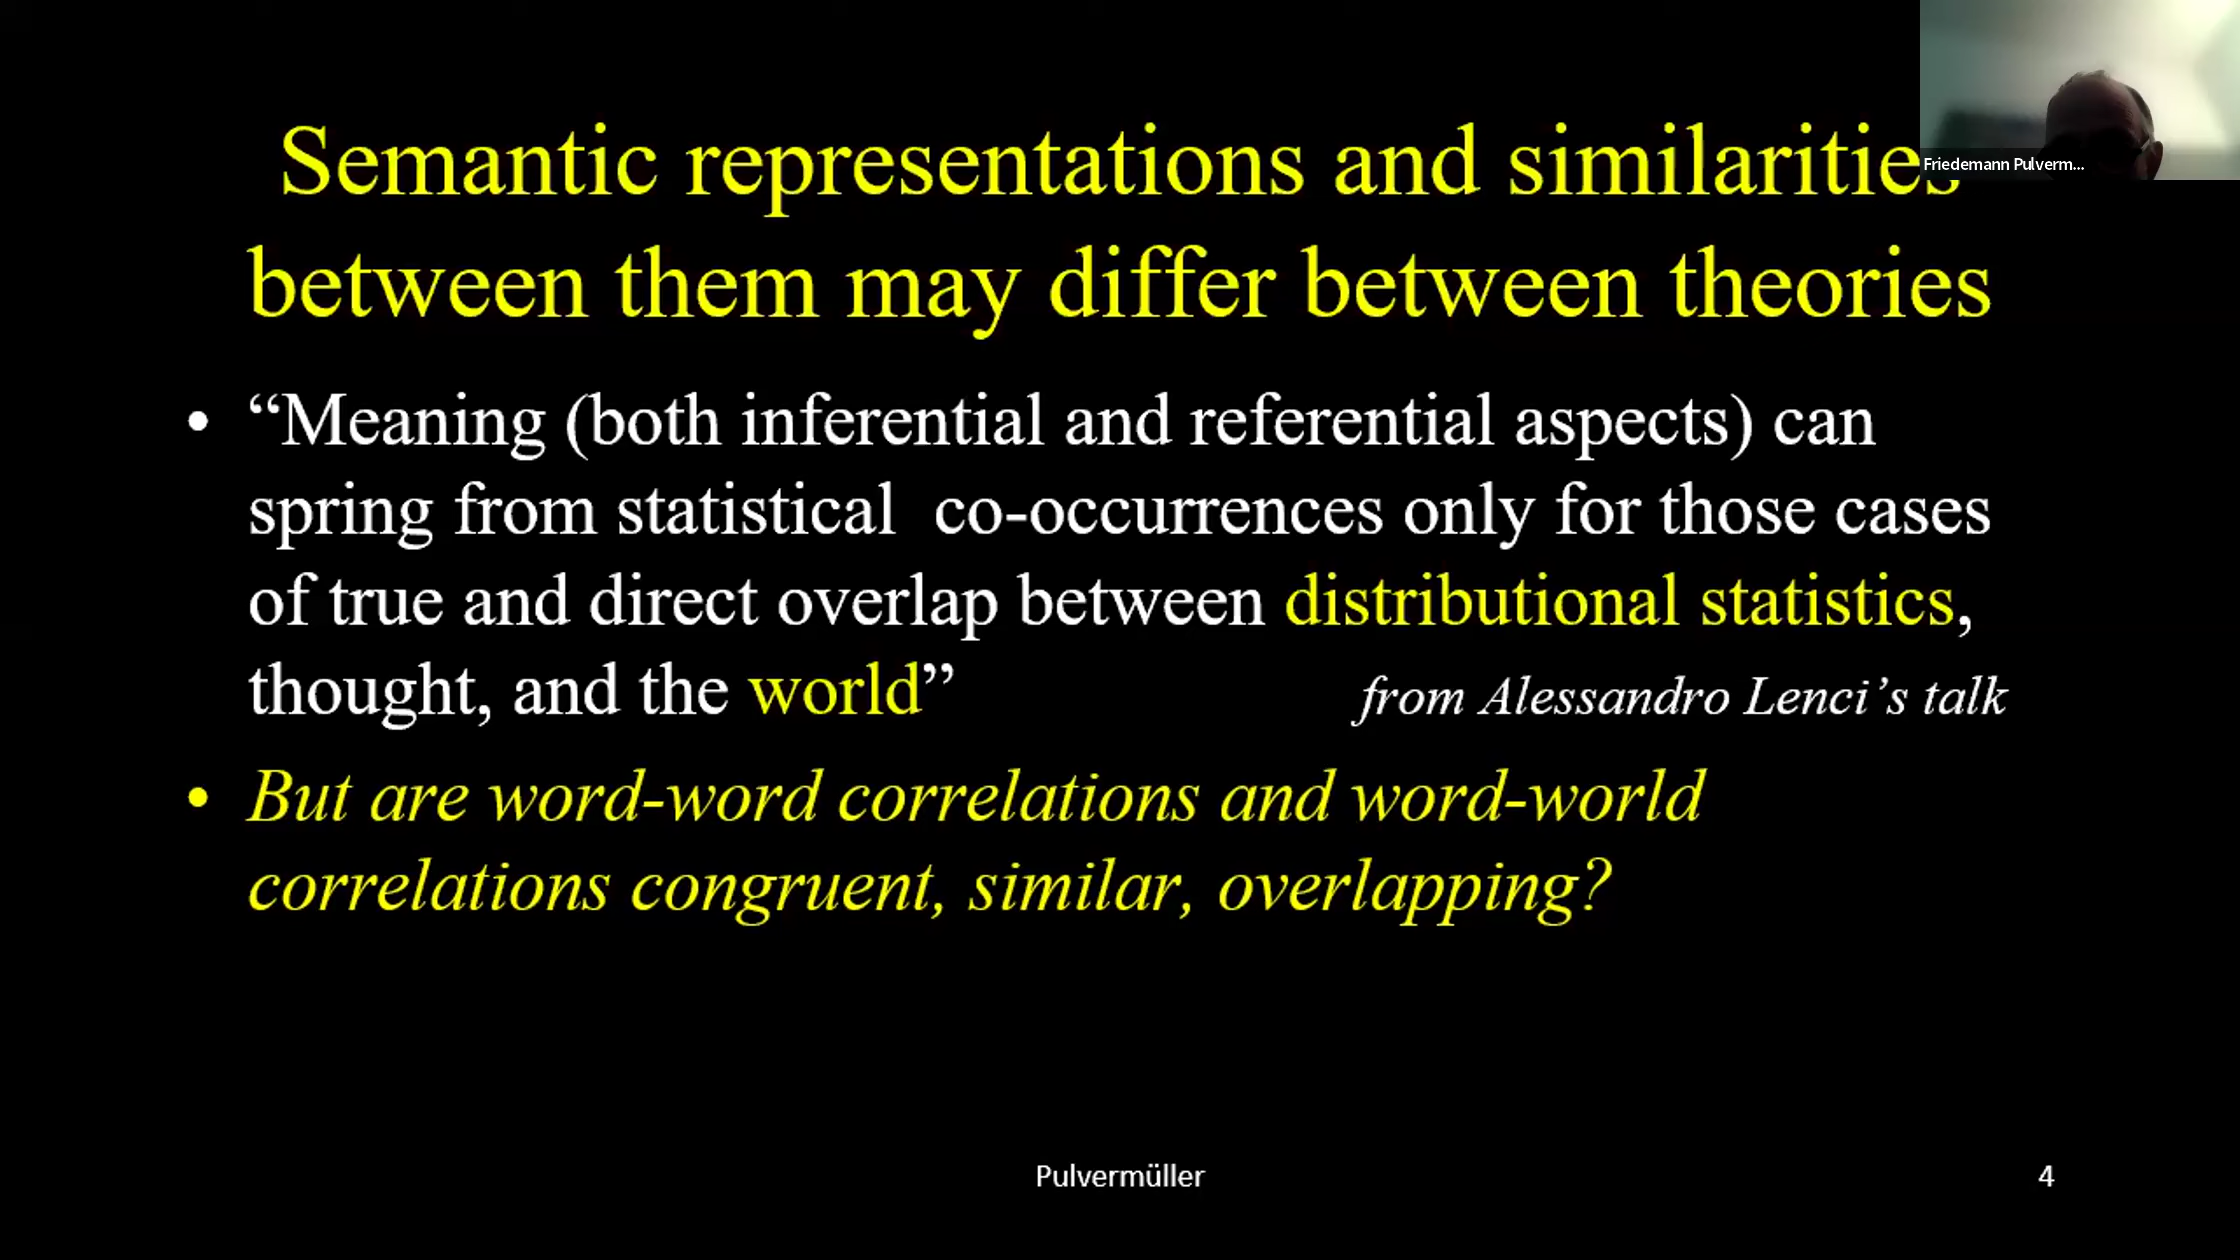 Semantic representations and similarities
Friedemann Pulverm...
between them may differ between theories
• “Meaning (both inferential and referential aspects) can
spring from statistical co-occurrences only for those cases
of true and direct overlap between distributional statistics,
thought, and the world”
from Alessandro Lenci’s talk
• But are word-word correlations and word-world
correlations congruent, similar, overlapping?
Pulvermüller
4